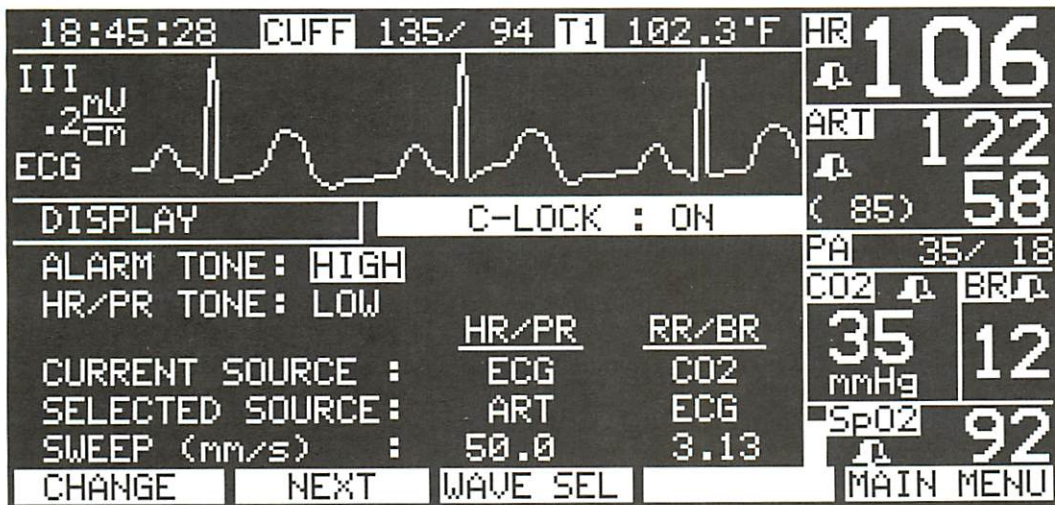 18:45:28 CUFF 135/ 94 T1 102.3°F
HR 106
III
.2 mV/cm
ECG
ART 122
58
( 85)
DISPLAY C-LOCK : ON
PA 35/ 18
ALARM TONE: HIGH
HR/PR TONE: LOW
CO2 BR
35 12
mmHg
HR/PR RR/BR
CURRENT SOURCE : ECG CO2
SELECTED SOURCE: ART ECG
SWEEP (mm/s) : 50.0 3.13
SpO2 92
CHANGE NEXT WAVE SEL MAIN MENU